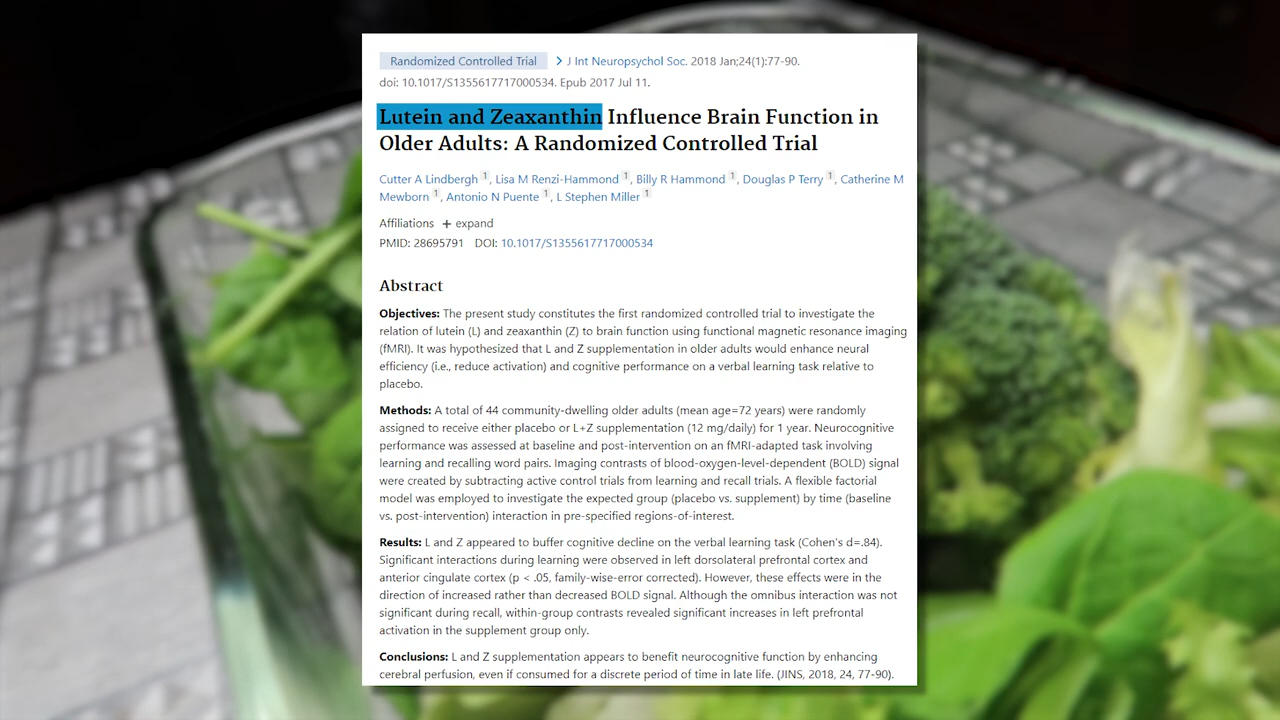 Randomized Controlled Trial > J Int Neuropsychol Soc. 2018 Jan;24(1):77-90.
doi: 10.1017/S1355617717000534. Epub 2017 Jul 11.
Lutein and Zeaxanthin Influence Brain Function in
Older Adults: A Randomized Controlled Trial
Cutter A Lindbergh 1, Lisa M Renzi-Hammond 1, Billy R Hammond 1, Douglas P Terry 1, Catherine M
Mewborn 1, Antonio N Puente 1, L Stephen Miller 1
Affiliations + expand
PMID: 28695791 DOI: 10.1017/S1355617717000534
Abstract
Objectives: The present study constitutes the first randomized controlled trial to investigate the
relation of lutein (L) and zeaxanthin (Z) to brain function using functional magnetic resonance imaging
(fMRI). It was hypothesized that L and Z supplementation in older adults would enhance neural
efficiency (i.e., reduce activation) and cognitive performance on a verbal learning task relative to
placebo.
Methods: A total of 44 community-dwelling older adults (mean age=72 years) were randomly
assigned to receive either placebo or L+Z supplementation (12 mg/daily) for 1 year. Neurocognitive
performance was assessed at baseline and post-intervention on an fMRI-adapted task involving
learning and recalling word pairs. Imaging contrasts of blood-oxygen-level-dependent (BOLD) signal
were created by subtracting active control trials from learning and recall trials. A flexible factorial
model was employed to investigate the expected group (placebo vs. supplement) by time (baseline
vs. post-intervention) interaction in pre-specified regions-of-interest.
Results: L and Z appeared to buffer cognitive decline on the verbal learning task (Cohen's d=.84).
Significant interactions during learning were observed in left dorsolateral prefrontal cortex and
anterior cingulate cortex (p < .05, family-wise-error corrected). However, these effects were in the
direction of increased rather than decreased BOLD signal. Although the omnibus interaction was not
significant during recall, within-group contrasts revealed significant increases in left prefrontal
activation in the supplement group only.
Conclusions: L and Z supplementation appears to benefit neurocognitive function by enhancing
cerebral perfusion, even if consumed for a discrete period of time in late life. (JINS, 2018, 24, 77-90).